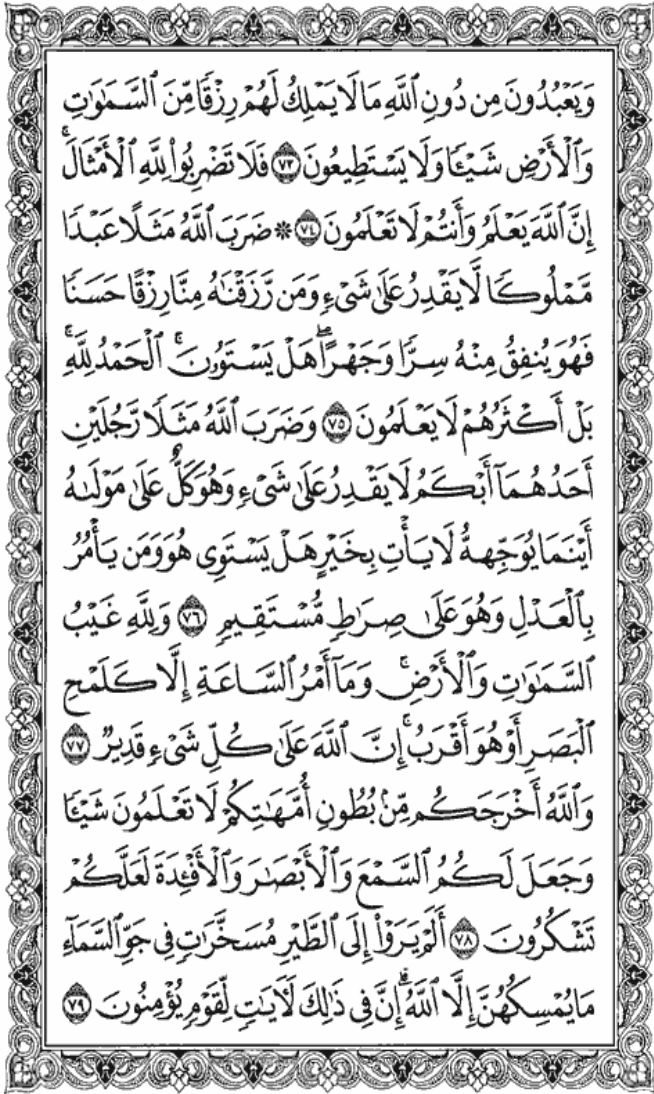 وَيَعْبُدُونَ مِن دُونِ ٱللَّهِ مَا لَا يَمْلِكُ لَهُمْ رِزْقًا مِّنَ ٱلسَّمَٰوَٰتِ
وَٱلْأَرْضِ شَيْـًٔا وَلَا يَسْتَطِيعُونَ ٧٣ فَلَا تَضْرِبُوا۟ لِلَّهِ ٱلْأَمْثَالَ ۚ
إِنَّ ٱللَّهَ يَعْلَمُ وَأَنتُمْ لَا تَعْلَمُونَ ٧٤ ۞ ضَرَبَ ٱللَّهُ مَثَلًا عَبْدًا
مَّمْلُوكًا لَّا يَقْدِرُ عَلَىٰ شَىْءٍ وَمَن رَّزَقْنَٰهُ مِنَّا رِزْقًا حَسَنًا
فَهُوَ يُنفِقُ مِنْهُ سِرًّا وَجَهْرًا ۖ هَلْ يَسْتَوُۥنَ ۚ ٱلْحَمْدُ لِلَّهِ ۚ
بَلْ أَكْثَرُهُمْ لَا يَعْلَمُونَ ٧٥ وَضَرَبَ ٱللَّهُ مَثَلًا رَّجُلَيْنِ
أَحَدُهُمَآ أَبْكَمُ لَا يَقْدِرُ عَلَىٰ شَىْءٍ وَهُوَ كَلٌّ عَلَىٰ مَوْلَىٰهُ
أَيْنَمَا يُوَجِّههُّ لَا يَأْتِ بِخَيْرٍ هَلْ يَسْتَوِى هُوَ وَمَن يَأْمُرُ
بِٱلْعَدْلِ وَهُوَ عَلَىٰ صِرَٰطٍ مُّسْتَقِيمٍ ٧٦ وَلِلَّهِ غَيْبُ
ٱلسَّمَٰوَٰتِ وَٱلْأَرْضِ ۚ وَمَآ أَمْرُ ٱلسَّاعَةِ إِلَّا كَلَمْحِ
ٱلْبَصَرِ أَوْ هُوَ أَقْرَبُ ۚ إِنَّ ٱللَّهَ عَلَىٰ كُلِّ شَىْءٍ قَدِيرٌ ٧٧
وَٱللَّهُ أَخْرَجَكُم مِّنۢ بُطُونِ أُمَّهَٰتِكُمْ لَا تَعْلَمُونَ شَيْـًٔا
وَجَعَلَ لَكُمُ ٱلسَّمْعَ وَٱلْأَبْصَٰرَ وَٱلْأَفْـِٔدَةَ لَعَلَّكُمْ
تَشْكُرُونَ ٧٨ أَلَمْ يَرَوْا۟ إِلَى ٱلطَّيْرِ مُسَخَّرَٰتٍ فِى جَوِّ ٱلسَّمَآءِ
مَا يُمْسِكُهُنَّ إِلَّا ٱللَّهُ ۗ إِنَّ فِى ذَٰلِكَ لَءَايَٰتٍ لِّقَوْمٍ يُؤْمِنُونَ ٧٩